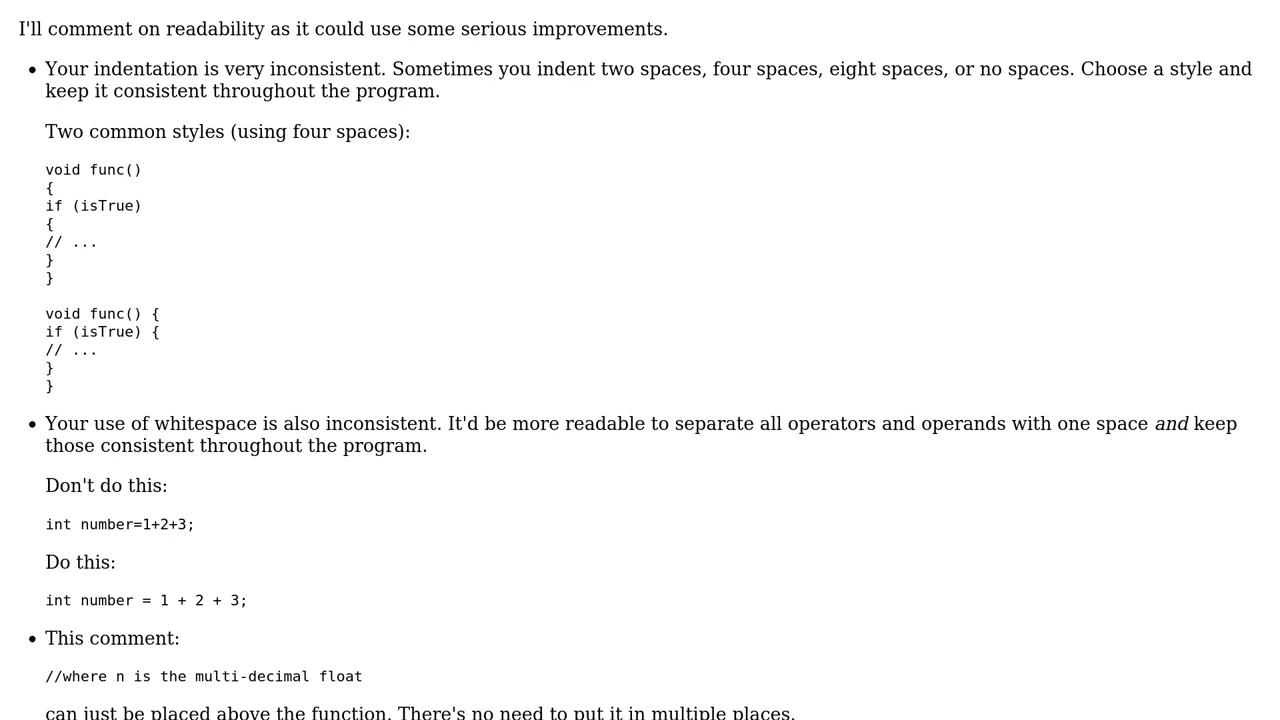 I'll comment on readability as it could use some serious improvements.
• Your indentation is very inconsistent. Sometimes you indent two spaces, four spaces, eight spaces, or no spaces. Choose a style and
keep it consistent throughout the program.
Two common styles (using four spaces):
void func()
{
if (isTrue)
{
// ...
}
}
void func() {
if (isTrue) {
// ...
}
}
• Your use of whitespace is also inconsistent. It'd be more readable to separate all operators and operands with one space and keep
those consistent throughout the program.
Don't do this:
int number=1+2+3;
Do this:
int number = 1 + 2 + 3;
• This comment:
//where n is the multi-decimal float
can just be placed above the function. There's no need to put it in multiple places.